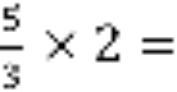 5/3 × 2 =